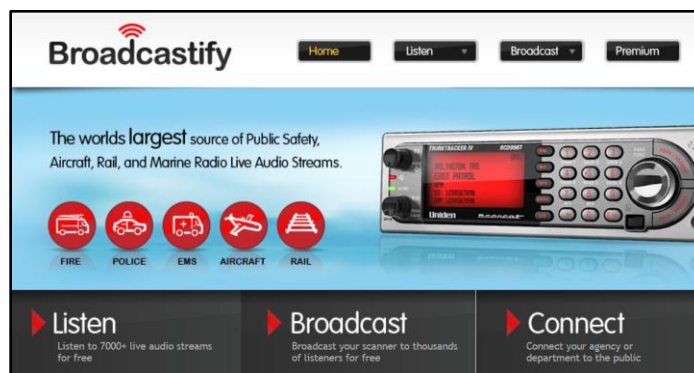 Broadcastify
Home
Listen
Broadcast
Premium
The worlds largest source of Public Safety,
Aircraft, Rail, and Marine Radio Live Audio Streams.
FIRE
POLICE
EMS
AIRCRAFT
RAIL
TRUNKTRACKER IV
BCD996T
EAST PATROL
Uniden
Bearcat
Listen
Listen to 7000+ live audio streams
for free
Broadcast
Broadcast your scanner to thousands
of listeners for free
Connect
Connect your agency or
department to the public